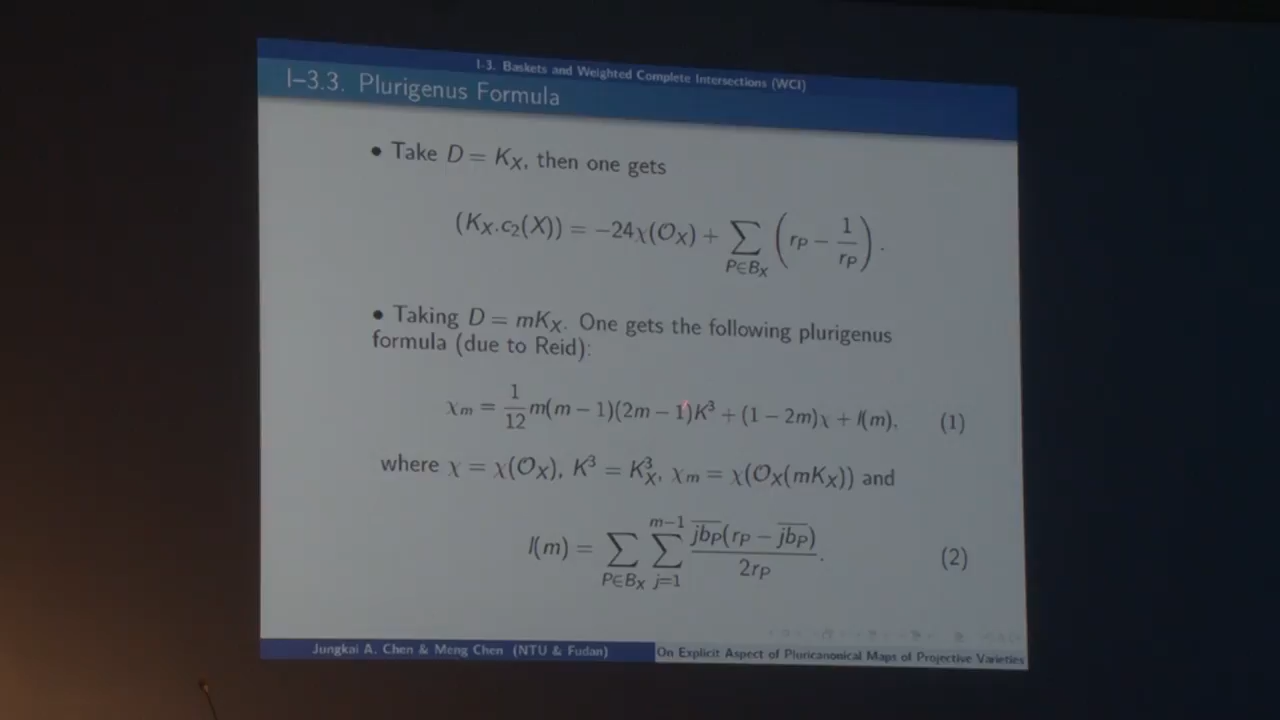 I-3. Baskets and Weighted Complete Intersections (WCI)
I–3.3. Plurigenus Formula
• Take D = K_X, then one gets
(K_X.c_2(X)) = −24χ(O_X) + ∑_{P∈B_X} (r_P − 1/r_P).
• Taking D = mK_X. One gets the following plurigenus
formula (due to Reid):
χ_m = 1/12 m(m − 1)(2m − 1)K^3 + (1 − 2m)χ + l(m), (1)
where χ = χ(O_X), K^3 = K_X^3, χ_m = χ(O_X(mK_X)) and
l(m) = ∑_{P∈B_X} ∑_{j=1}^{m−1} \overline{jb_P}(r_P − \overline{jb_P})/2r_P. (2)
Jungkai A. Chen & Meng Chen (NTU & Fudan)
On Explicit Aspect of Pluricanonical Maps of Projective Varieties